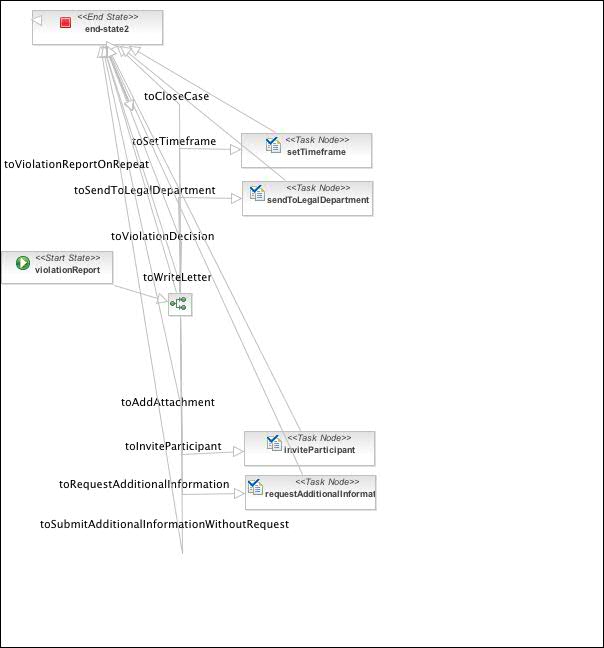 <<End State>>
end-state2
toCloseCase
toSetTimeframe
<<Task Node>>
setTimeframe
toViolationReportOnRepeat
toSendToLegalDepartment
<<Task Node>>
sendToLegalDepartment
toViolationDecision
<<Start State>>
violationReport
toWriteLetter
toAddAttachment
toInviteParticipant
<<Task Node>>
inviteParticipant
toRequestAdditionalInformation
<<Task Node>>
requestAdditionalInformat
toSubmitAdditionalInformationWithoutRequest